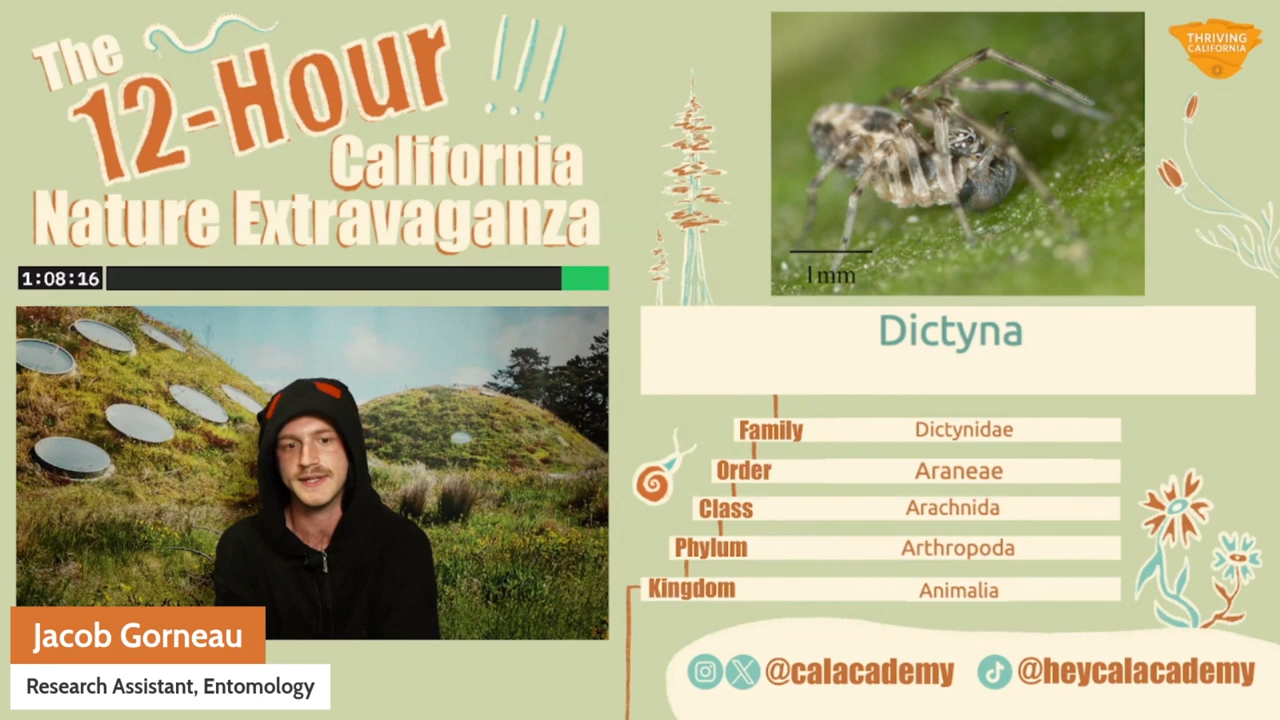 The
12-Hour
!!!
California
Nature Extravaganza
1:08:16
Jacob Gorneau
Research Assistant, Entomology
1mm
THRIVING
CALIFORNIA
Dictyna
Family Dictynidae
Order Araneae
Class Arachnida
Phylum Arthropoda
Kingdom Animalia
@calacademy @heycalacademy